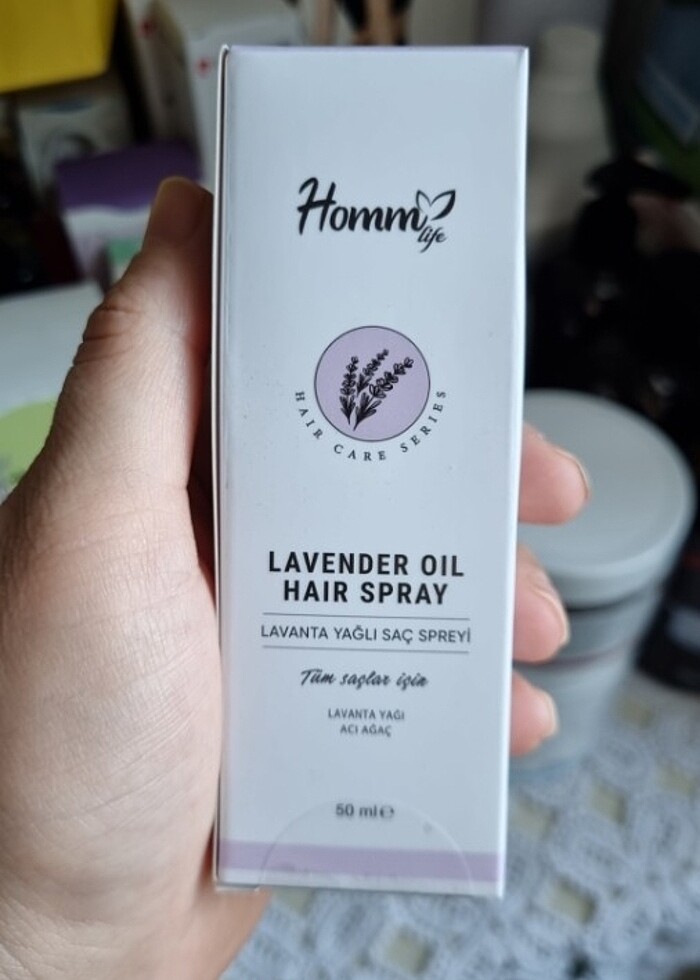 Homm
life
HAIR CARE SERIES
LAVENDER OIL
HAIR SPRAY
LAVANTA YAĞLI SAÇ SPREYİ
Tüm saçlar için
LAVANTA YAĞI
ACI AĞAÇ
50 ml ℮